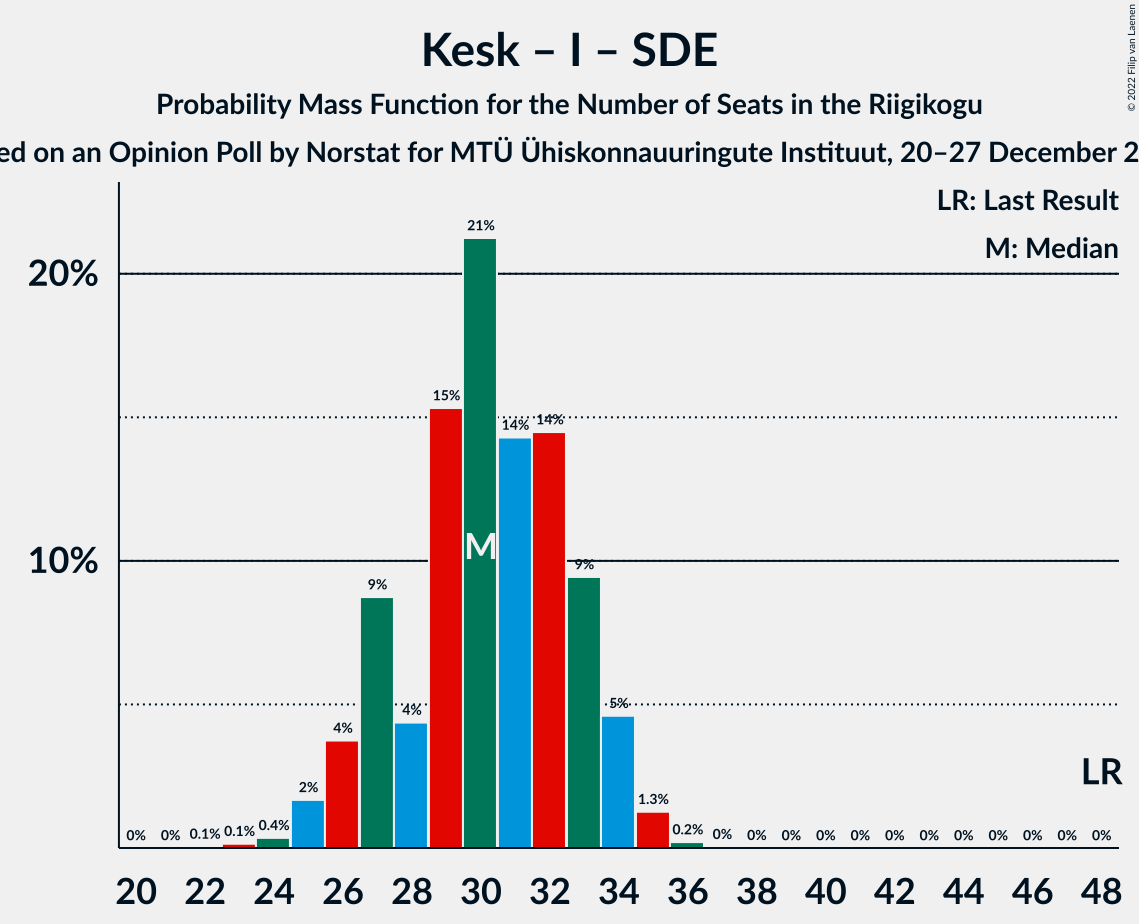 Kesk – I – SDE
Probability Mass Function for the Number of Seats in the Riigikogu
ed on an Opinion Poll by Norstat for MTÜ Ühiskonnauuringute Instituut, 20–27 December 2
© 2022 Filip van Laenen
LR: Last Result
M: Median
20%
10%
0% 0% 0.1% 0.1% 0.4% 2% 4% 9% 4% 15% 21% 14% 14% 9% 5% 1.3% 0.2% 0% 0% 0% 0% 0% 0% 0% 0% 0% 0% 0% 0%
M
LR
20 22 24 26 28 30 32 34 36 38 40 42 44 46 48